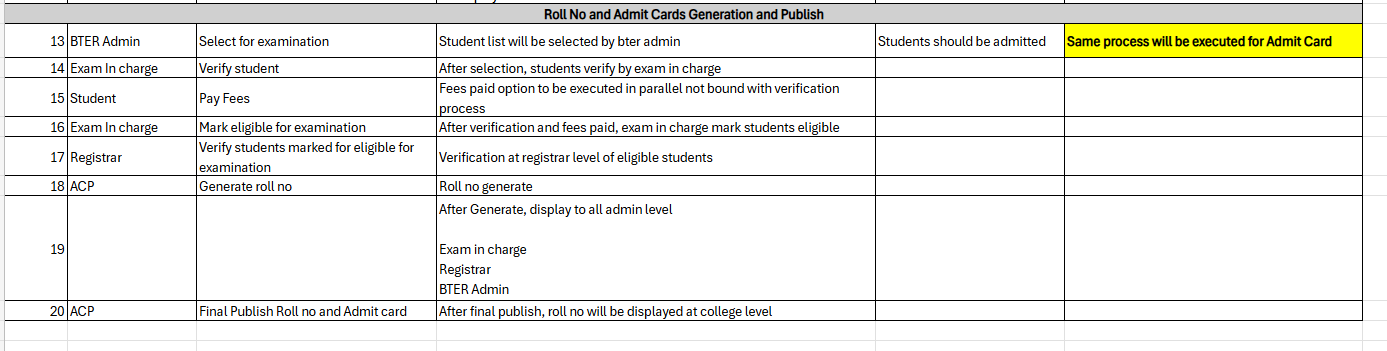 Roll No and Admit Cards Generation and Publish
13 BTER Admin Select for examination Student list will be selected by bter admin Students should be admitted Same process will be executed for Admit Card
14 Exam In charge Verify student After selection, students verify by exam in charge
15 Student Pay Fees Fees paid option to be executed in parallel not bound with verification
process
16 Exam In charge Mark eligible for examination After verification and fees paid, exam in charge mark students eligible
17 Registrar Verify students marked for eligible for
examination Verification at registrar level of eligible students
18 ACP Generate roll no Roll no generate
19 After Generate, display to all admin level
Exam in charge
Registrar
BTER Admin
20 ACP Final Publish Roll no and Admit card After final publish, roll no will be displayed at college level